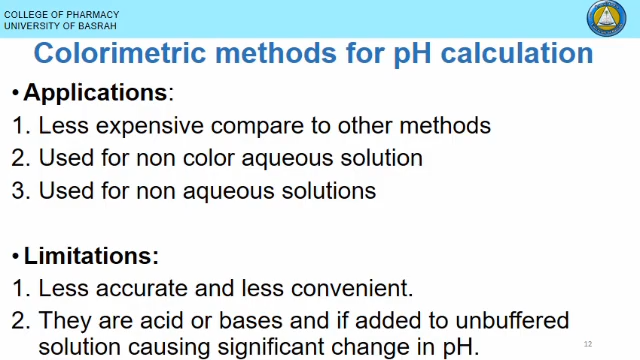 COLLEGE OF PHARMACY
UNIVERSITY OF BASRAH
Colorimetric methods for pH calculation
• Applications:
1. Less expensive compare to other methods
2. Used for non color aqueous solution
3. Used for non aqueous solutions
• Limitations:
1. Less accurate and less convenient.
2. They are acid or bases and if added to unbuffered
solution causing significant change in pH.
12